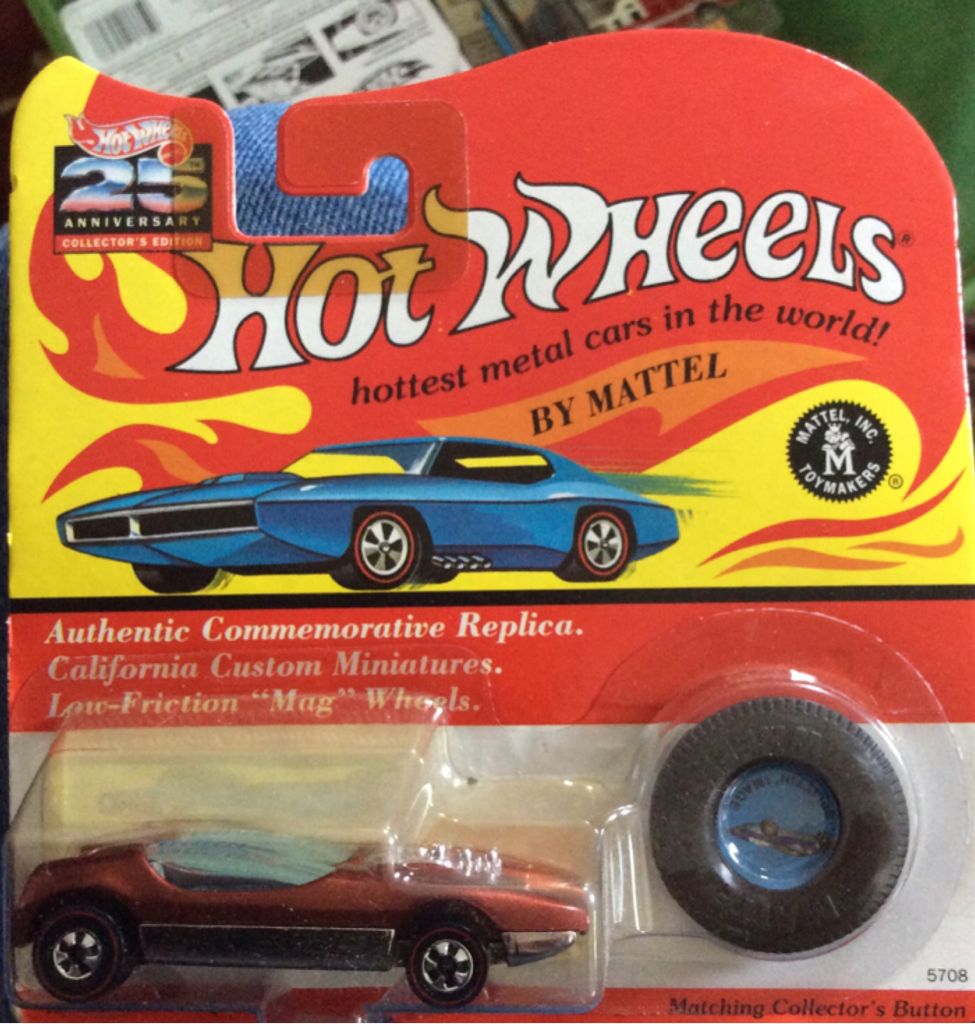 HOT WHEELS
25 TM
ANNIVERSARY
COLLECTOR'S EDITION
HOT WHEELS®
hottest metal cars in the world!
BY MATTEL
MATTEL, INC.
M
TOYMAKERS ®
Authentic Commemorative Replica.
California Custom Miniatures.
Low-Friction "Mag" Wheels.
5708
Matching Collector's Button